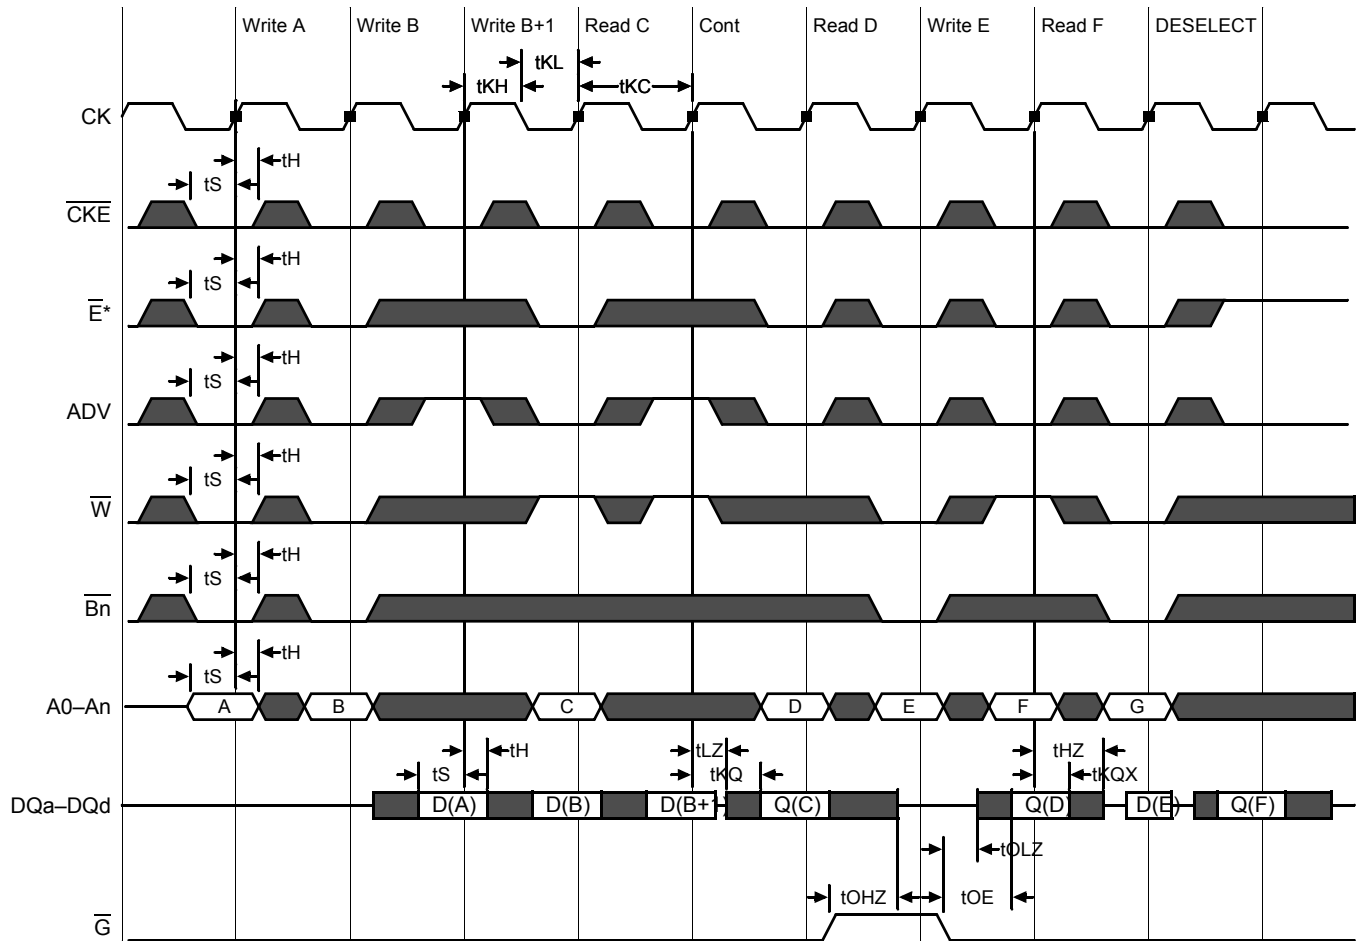 Write A Write B Write B+1 Read C Cont Read D Write E Read F DESELECT
tKL
tKH tKC
CK
tH
tS
CKE
tH
tS
E*
tH
tS
ADV
tH
tS
W
tH
tS
Bn
tH
tS
A0–An A B C D E F G
tH tLZ tHZ
tS tKQ tKQX
DQa–DQd D(A) D(B) D(B+1) Q(C) Q(D) D(E) Q(F)
tOLZ
tOHZ tOE
G